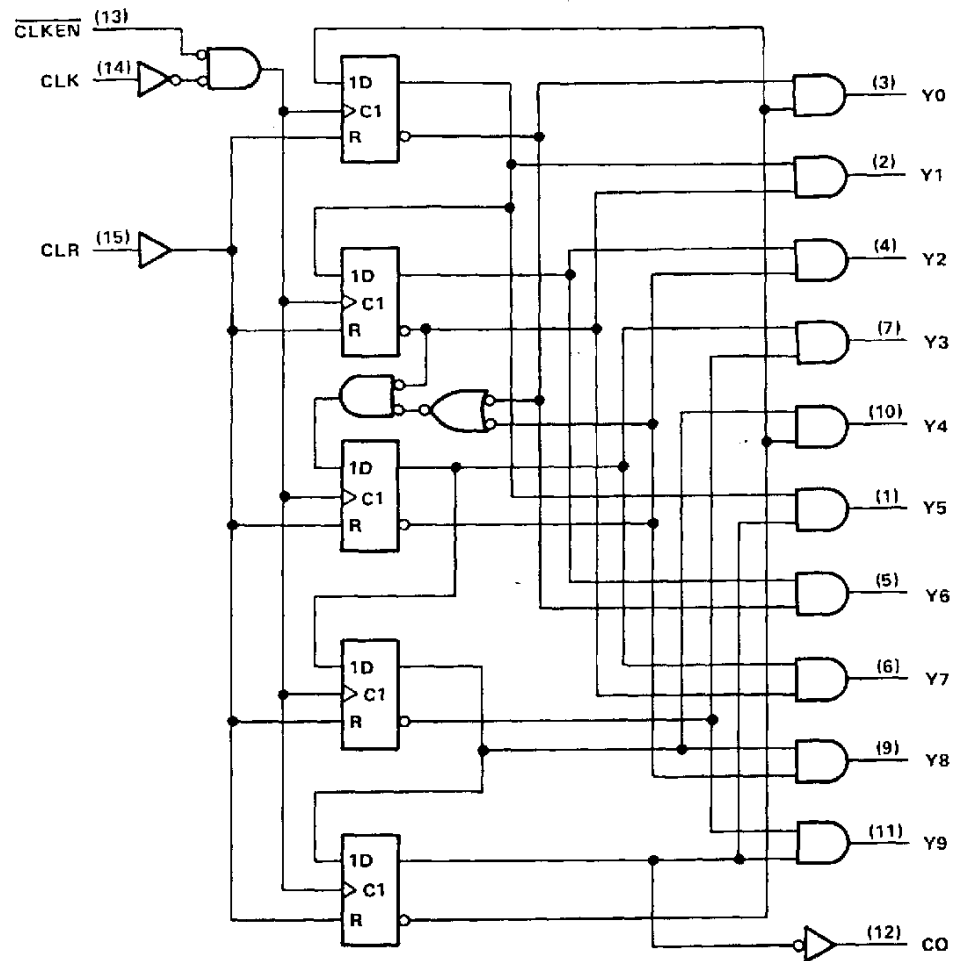 CLKEN (13)
CLK (14)
CLR (15)
1D
C1
R
1D
C1
R
1D
C1
R
1D
C1
R
1D
C1
R
(3) Y0
(2) Y1
(4) Y2
(7) Y3
(10) Y4
(1) Y5
(5) Y6
(6) Y7
(9) Y8
(11) Y9
(12) CO